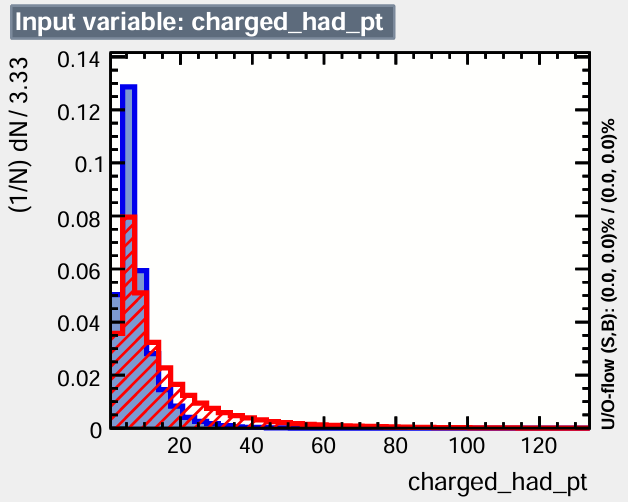 Input variable: charged_had_pt
(1/N) dN / 3.33
0.14
0.12
0.1
0.08
0.06
0.04
0.02
0
20 40 60 80 100 120
charged_had_pt
U/O-flow (S,B): (0.0, 0.0)% / (0.0, 0.0)%